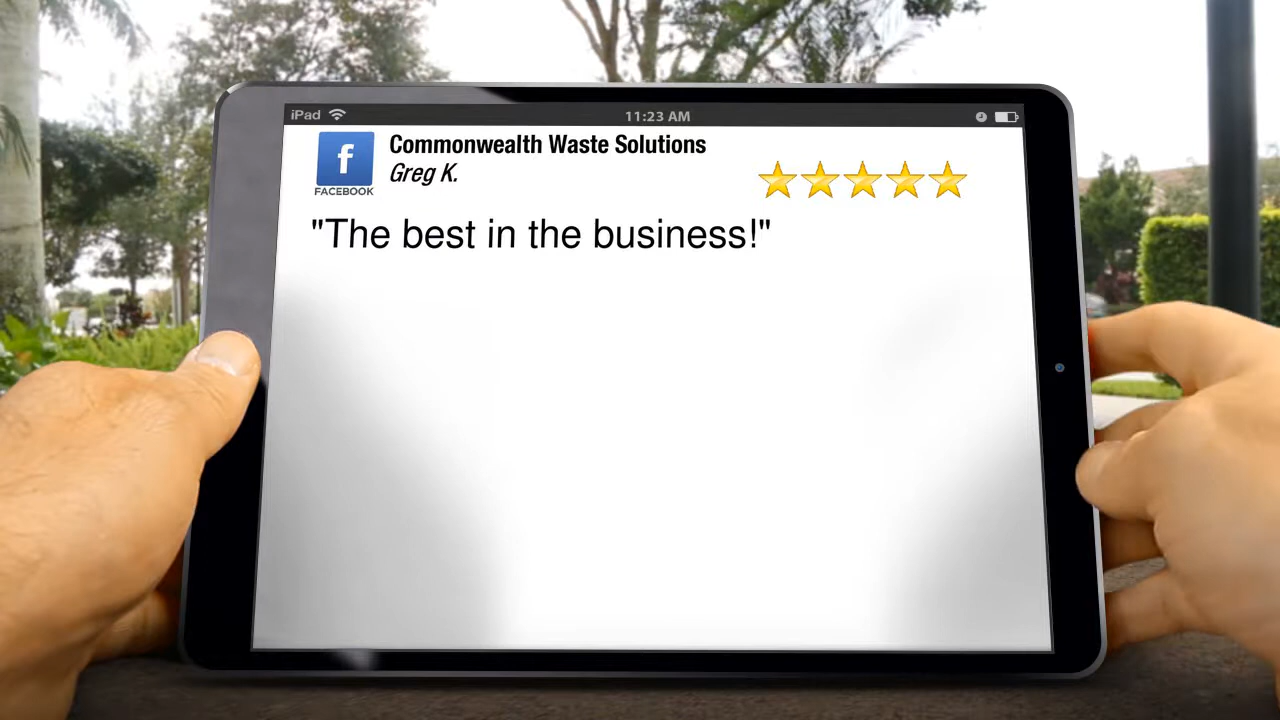 iPad 11:23 AM
f
FACEBOOK
Commonwealth Waste Solutions
Greg K.
"The best in the business!"